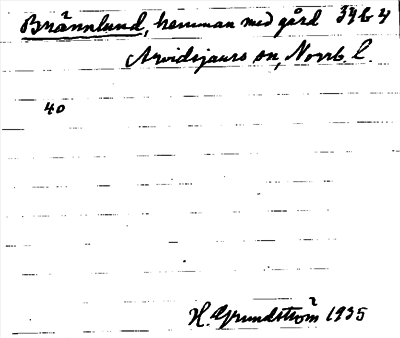 Brännlund, hemman med gård 34 b 4
Arvidsjaurs sn, Norrb. l.
40
H. Grundström 1935